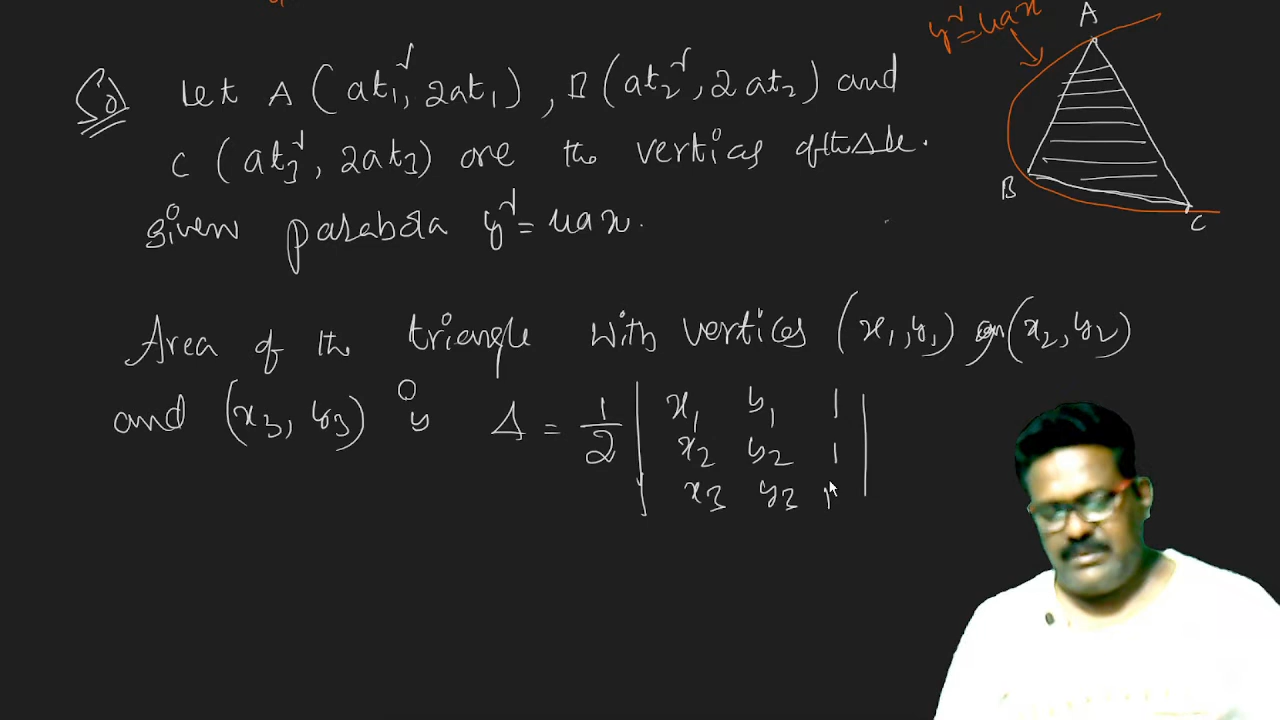 y² = 4ax
A
Sol Let A (at₁², 2at₁), B (at₂², 2at₂) and
C (at₃², 2at₃) are the vertices of the Δle.
given parabola y² = 4ax.
B
C
Area of the triangle with vertices (x₁, y₁) (x₂, y₂)
and (x₃, y₃) is Δ = 1/2 | x₁ y₁ 1 |
| x₂ y₂ 1 |
| x₃ y₃ 1 |